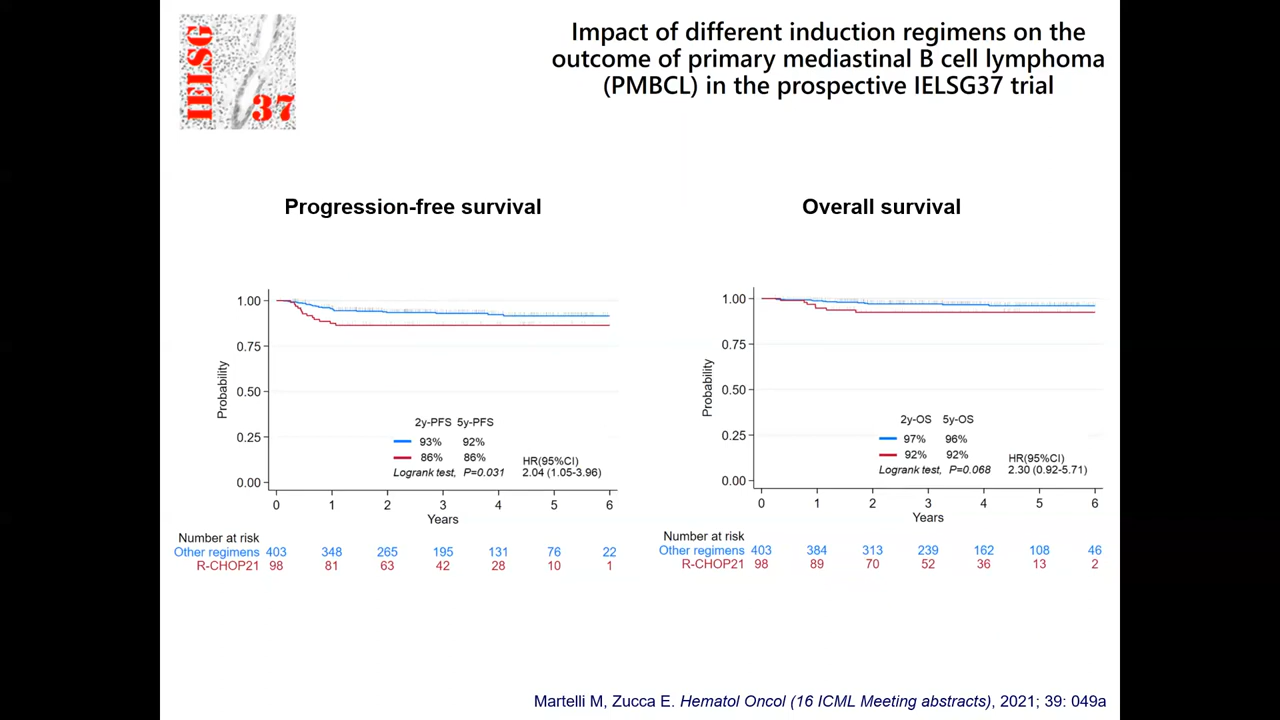 IELSG
37
Impact of different induction regimens on the
outcome of primary mediastinal B cell lymphoma
(PMBCL) in the prospective IELSG37 trial
Progression-free survival
1.00
0.75
0.50
0.25
0.00
Probability
2y-PFS 5y-PFS
93% 92%
86% 86%
Logrank test, P=0.031
HR(95%CI)
2.04 (1.05-3.96)
0 1 2 3 4 5 6
Years
Number at risk
Other regimens 403 348 265 195 131 76 22
R-CHOP21 98 81 63 42 28 10 1
Overall survival
1.00
0.75
0.50
0.25
0.00
Probability
2y-OS 5y-OS
97% 96%
92% 92%
Logrank test, P=0.068
HR(95%CI)
2.30 (0.92-5.71)
0 1 2 3 4 5 6
Years
Number at risk
Other regimens 403 384 313 239 162 108 46
R-CHOP21 98 89 70 52 36 13 2
Martelli M, Zucca E. Hematol Oncol (16 ICML Meeting abstracts), 2021; 39: 049a